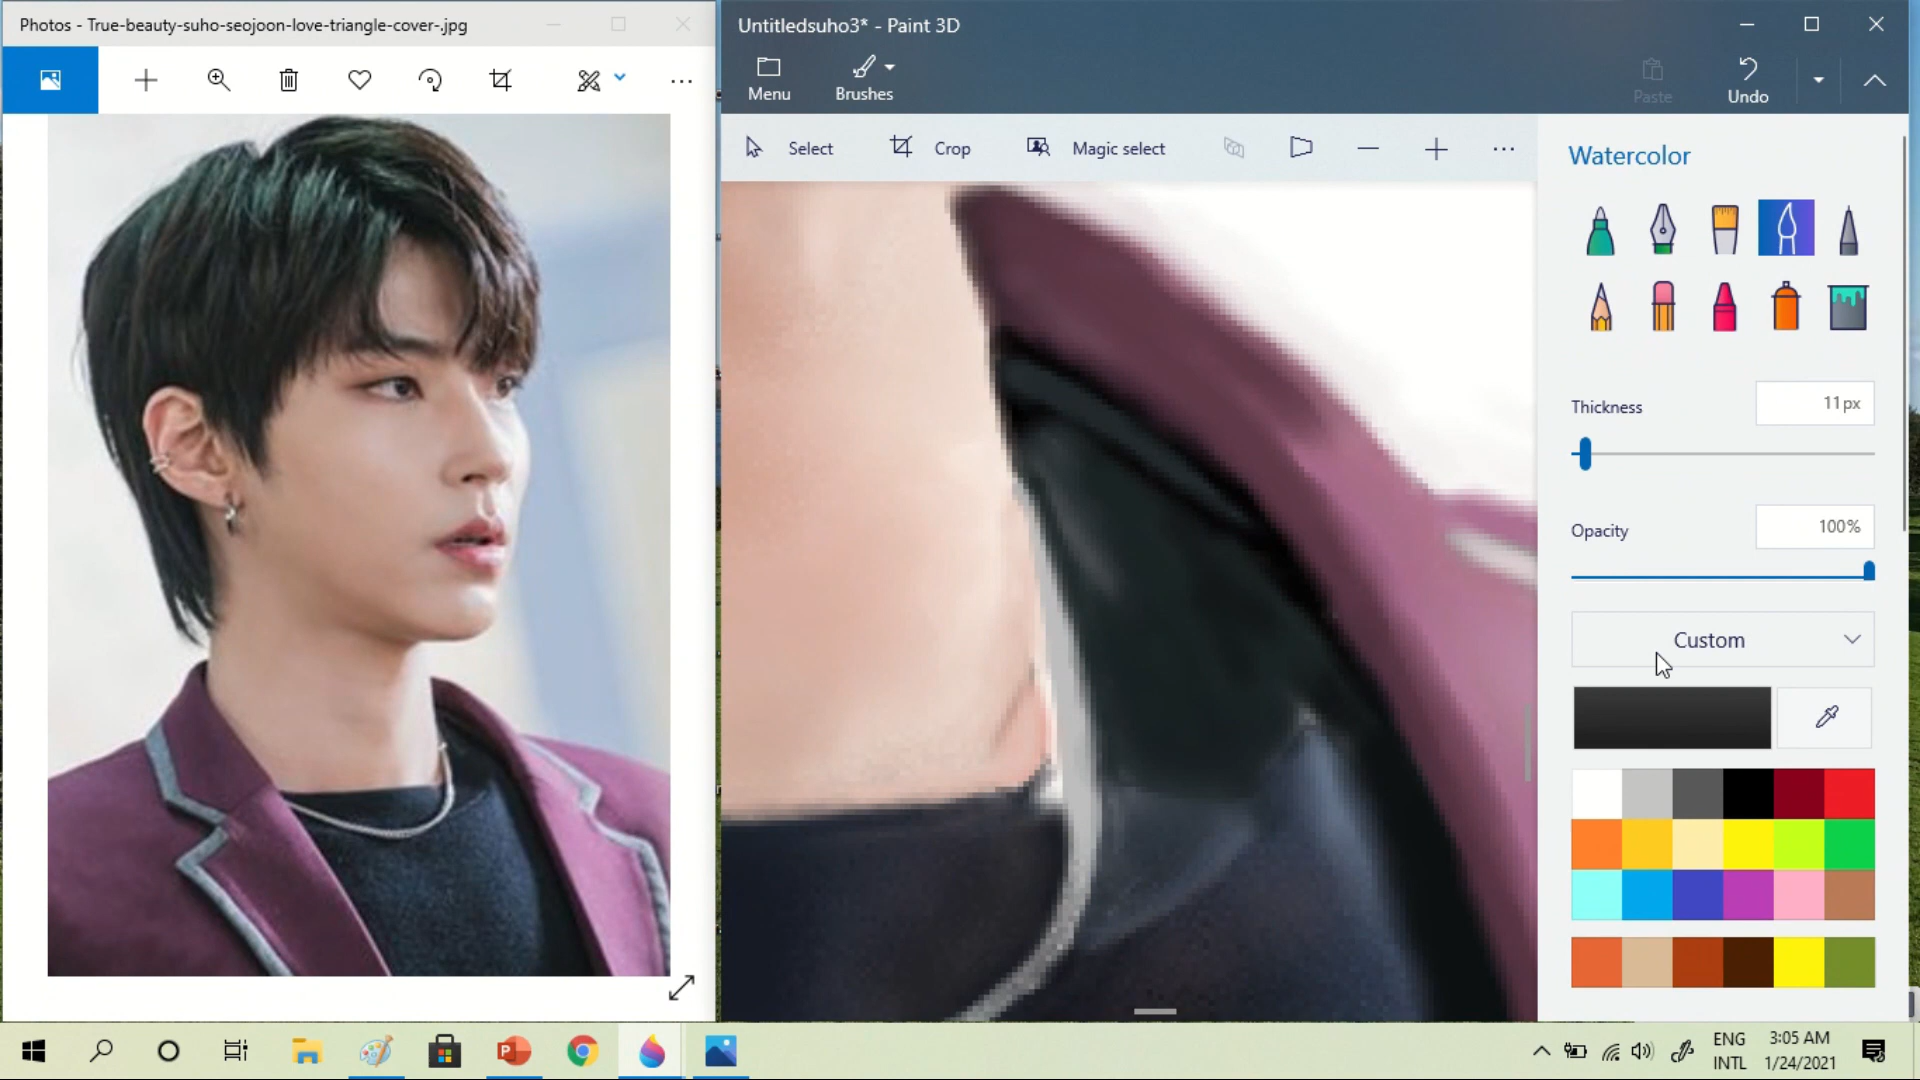 Photos - True-beauty-suho-seojoon-love-triangle-cover-.jpg
Untitledsuho3* - Paint 3D
Menu
Brushes
Paste
Undo
Select
Crop
Magic select
Watercolor
Thickness
11px
Opacity
100%
Custom
ENG
INTL
3:05 AM
1/24/2021